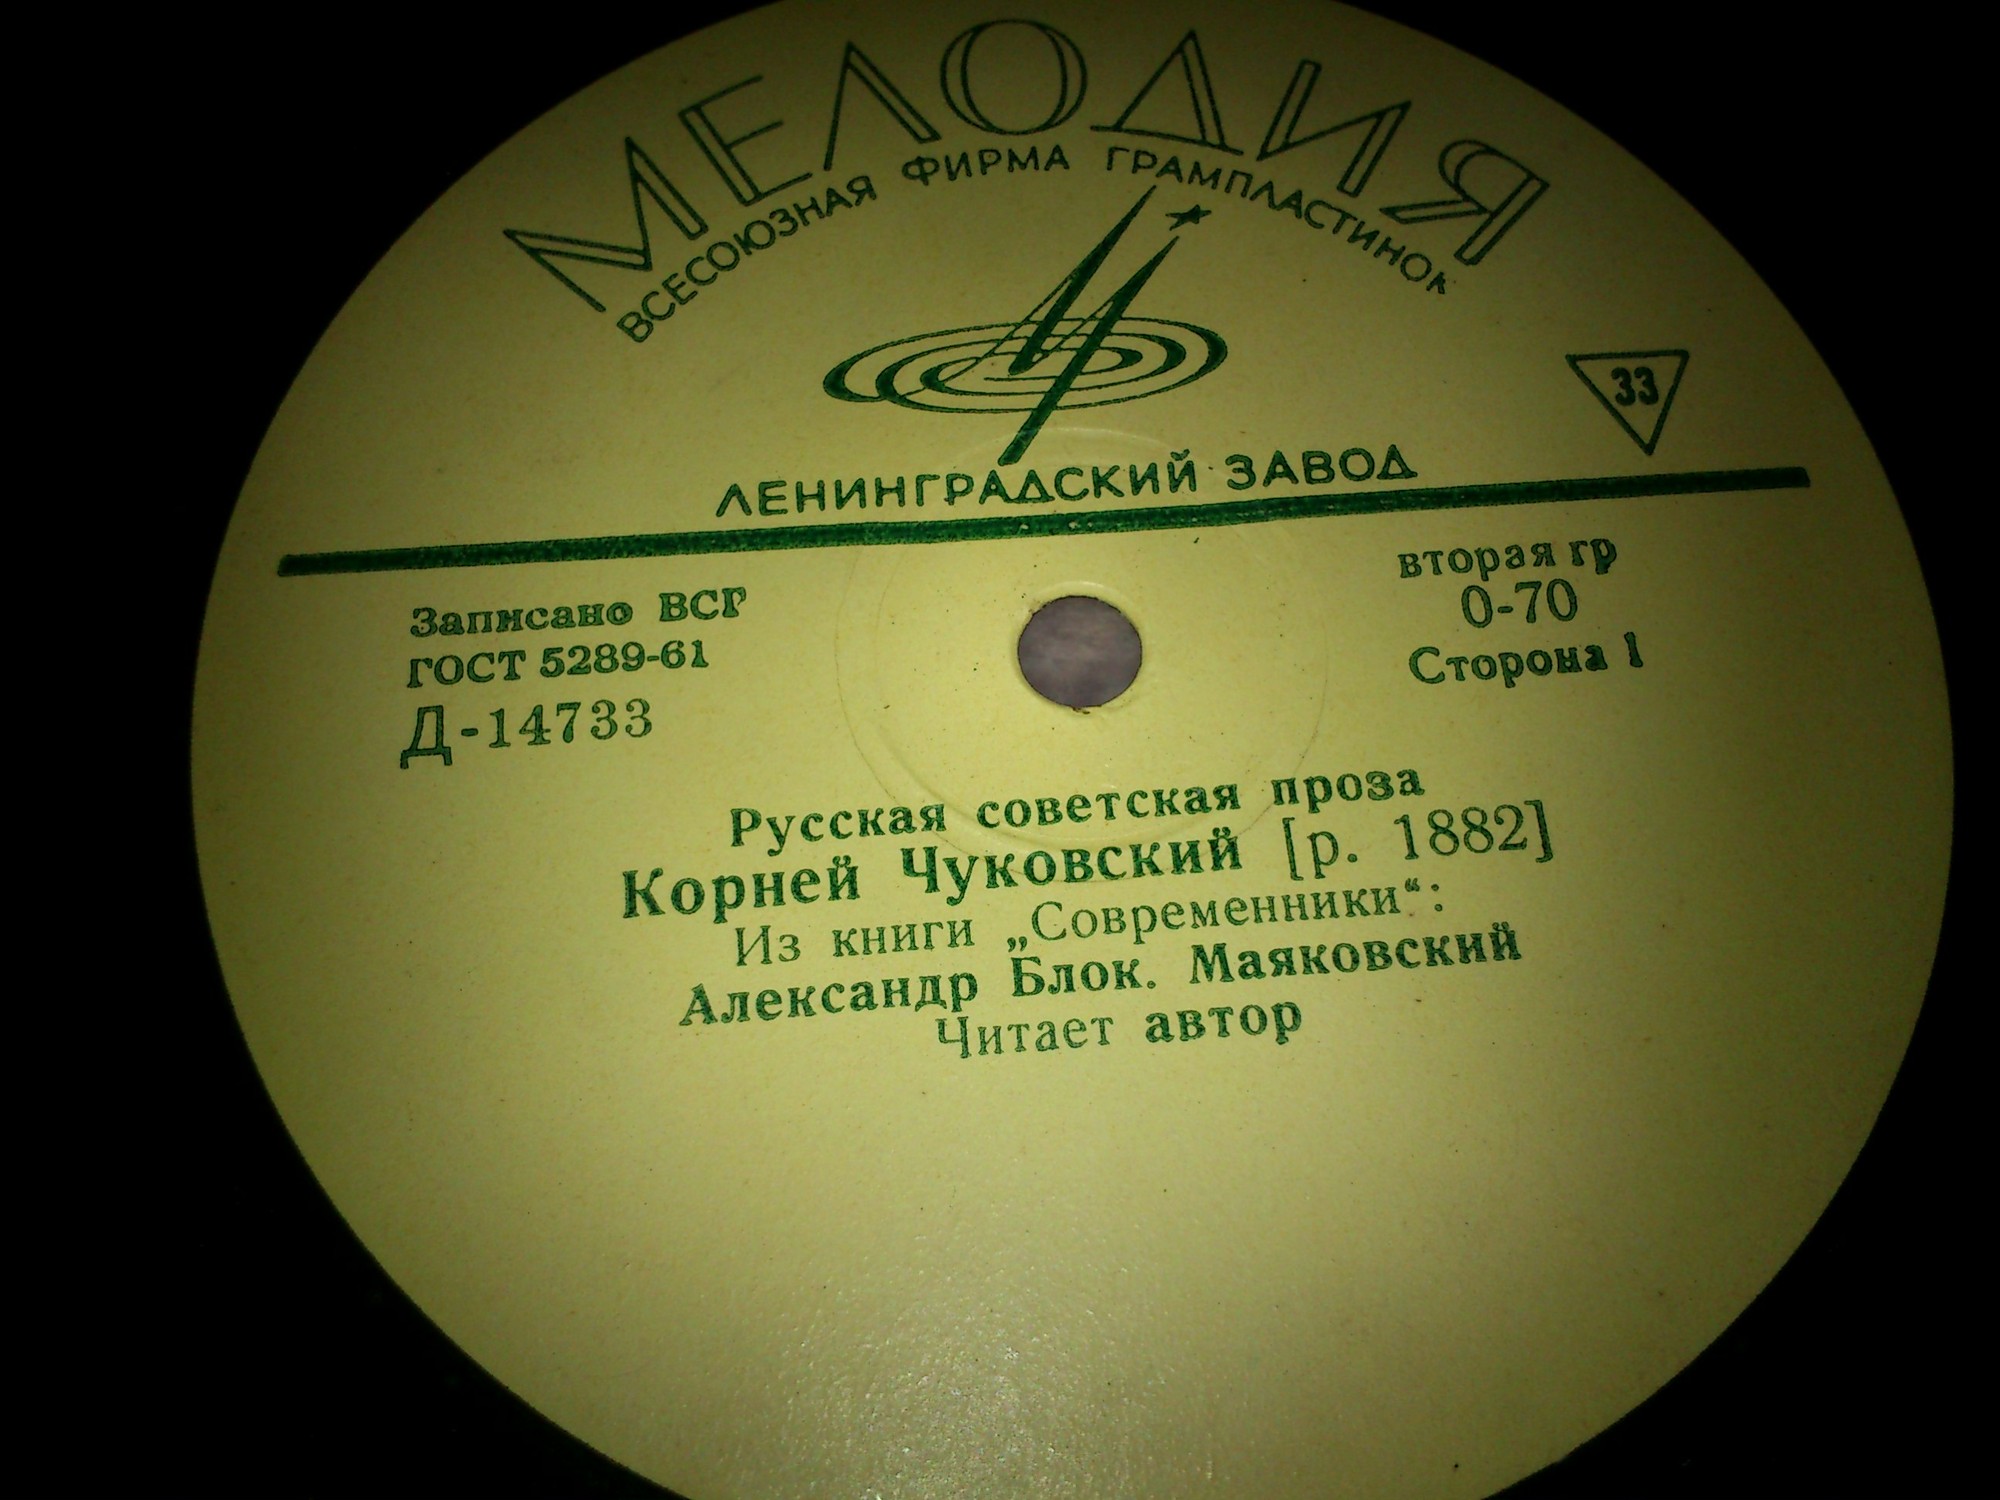 МЕЛОДИЯ
ВСЕСОЮЗНАЯ ФИРМА ГРАМПЛАСТИНОК
33
ЛЕНИНГРАДСКИЙ ЗАВОД
Записано ВСГ
ГОСТ 5289-61
Д-14733
вторая гр
0-70
Сторона 1
Русская советская проза
Корней Чуковский [р. 1882]
Из книги „Современники“:
Александр Блок. Маяковский
Читает автор